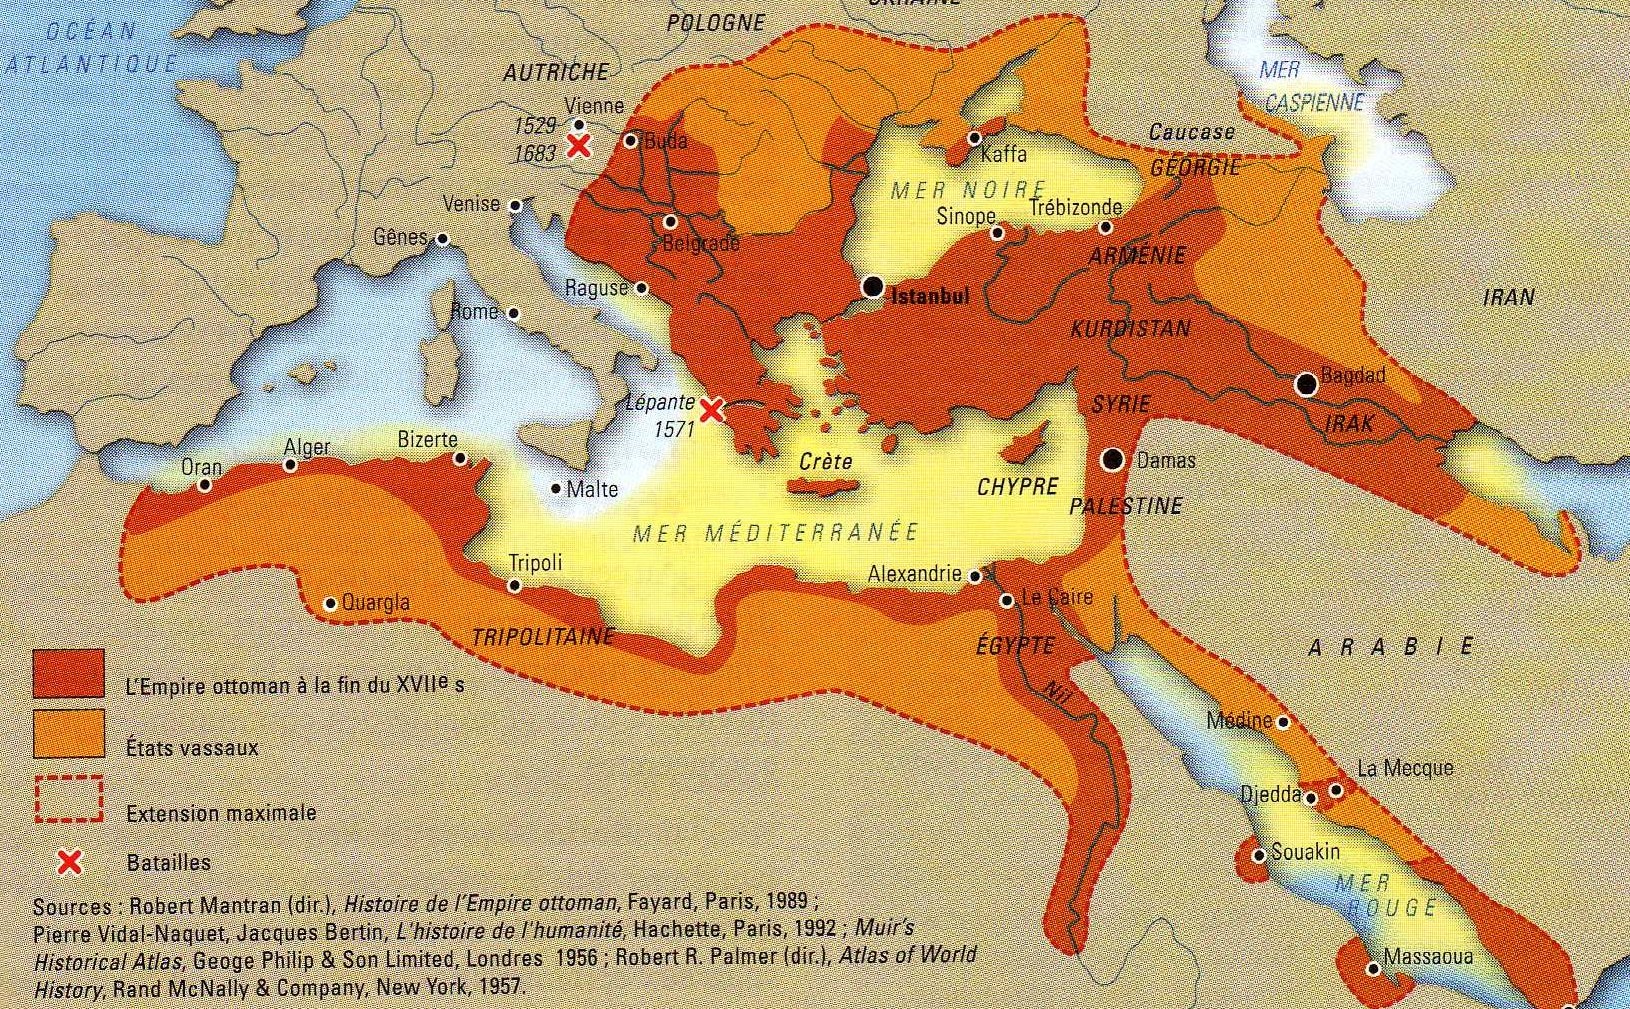 UKRAINE
POLOGNE
OCÉAN
ATLANTIQUE
AUTRICHE
MER
CASPIENNE
Vienne
1529
1683
Buda
Caucase
Kaffa
GÉORGIE
MER NOIRE
Venise
Sinope
Trébizonde
Gênes
Belgrade
ARMÉNIE
Raguse
Istanbul
IRAN
Rome
KURDISTAN
Bagdad
Lépante
1571
SYRIE
IRAK
Alger
Bizerte
Oran
Crète
Damas
Malte
CHYPRE
PALESTINE
MER MÉDITERRANÉE
Tripoli
Alexandrie
Quargla
Le Caire
TRIPOLITAINE
ÉGYPTE
ARABIE
Nil
Médine
La Mecque
Djedda
Souakin
MER
ROUGE
Massaoua
L'Empire ottoman à la fin du XVIIe s
États vassaux
Extension maximale
Batailles
Sources : Robert Mantran (dir.), Histoire de l'Empire ottoman, Fayard, Paris, 1989 ;
Pierre Vidal-Naquet, Jacques Bertin, L'histoire de l'humanité, Hachette, Paris, 1992 ; Muir's
Historical Atlas, Geoge Philip & Son Limited, Londres 1956 ; Robert R. Palmer (dir.), Atlas of World
History, Rand McNally & Company, New York, 1957.